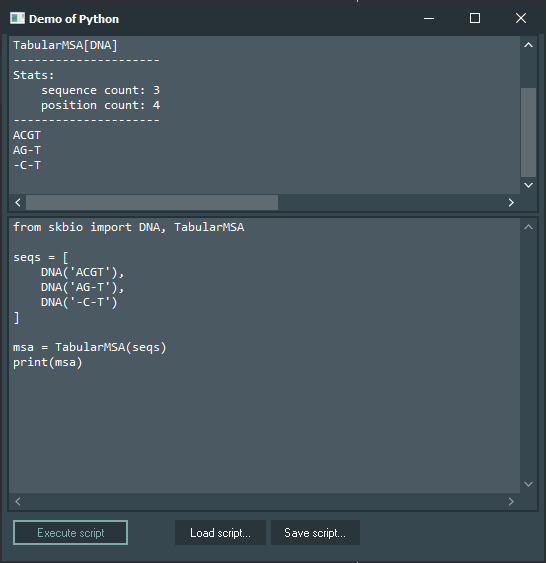 Demo of Python
TabularMSA[DNA]
---------------------
Stats:
    sequence count: 3
    position count: 4
---------------------
ACGT
AG-T
-C-T
from skbio import DNA, TabularMSA

seqs = [
    DNA('ACGT'),
    DNA('AG-T'),
    DNA('-C-T')
]

msa = TabularMSA(seqs)
print(msa)
Execute script
Load script...
Save script...